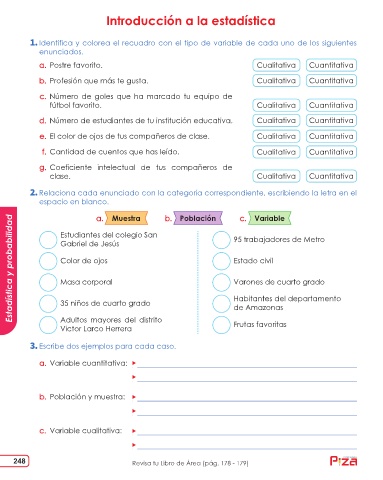 Introducción a la estadística
1. Identifica y colorea el recuadro con el tipo de variable de cada uno de los siguientes
enunciados.
a. Postre favorito. Cualitativa Cuantitativa
b. Profesión que más te gusta. Cualitativa Cuantitativa
c. Número de goles que ha marcado tu equipo de
fútbol favorito. Cualitativa Cuantitativa
d. Número de estudiantes de tu institución educativa. Cualitativa Cuantitativa
e. El color de ojos de tus compañeros de clase. Cualitativa Cuantitativa
f. Cantidad de cuentos que has leído. Cualitativa Cuantitativa
g. Coeficiente intelectual de tus compañeros de
clase. Cualitativa Cuantitativa
2. Relaciona cada enunciado con la categoría correspondiente, escribiendo la letra en el
espacio en blanco.
a. Muestra b. Población c. Variable
Estudiantes del colegio San
Gabriel de Jesús
95 trabajadores de Metro
Color de ojos
Estado civil
Masa corporal
Varones de cuarto grado
35 niños de cuarto grado
Habitantes del departamento
de Amazonas
Adultos mayores del distrito
Víctor Larco Herrera
Frutas favoritas
3. Escribe dos ejemplos para cada caso.
a. Variable cuantitativa:
b. Población y muestra:
c. Variable cualitativa:
Estadística y probabilidad
248
Revisa tu Libro de Área (pág. 178 - 179)